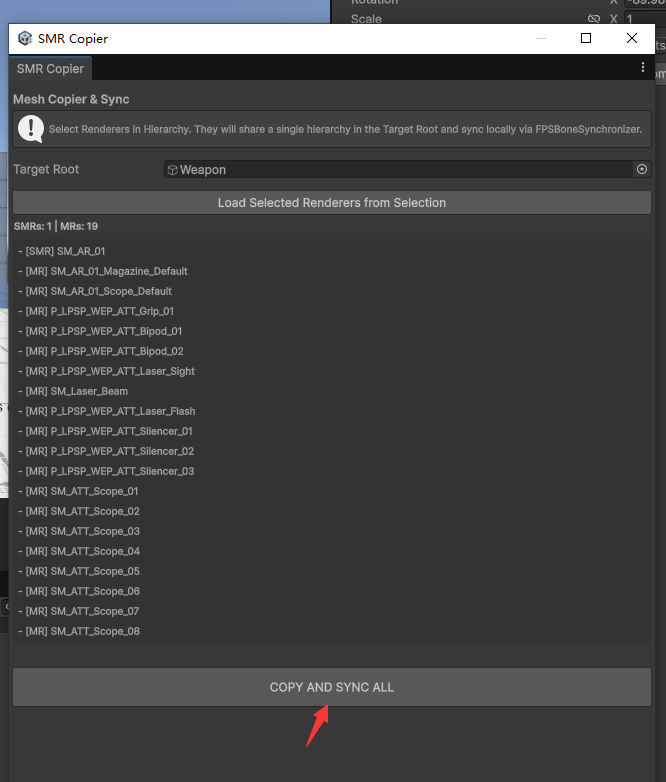 Rotation
X -89.98
Scale
X 1
SMR Copier
SMR Copier
Mesh Copier & Sync
Select Renderers in Hierarchy. They will share a single hierarchy in the Target Root and sync locally via FPSBoneSynchronizer.
Target Root
Weapon
Load Selected Renderers from Selection
SMRs: 1 | MRs: 19
- [SMR] SM_AR_01
- [MR] SM_AR_01_Magazine_Default
- [MR] SM_AR_01_Scope_Default
- [MR] P_LPSP_WEP_ATT_Grip_01
- [MR] P_LPSP_WEP_ATT_Bipod_01
- [MR] P_LPSP_WEP_ATT_Bipod_02
- [MR] P_LPSP_WEP_ATT_Laser_Sight
- [MR] SM_Laser_Beam
- [MR] P_LPSP_WEP_ATT_Laser_Flash
- [MR] P_LPSP_WEP_ATT_Silencer_01
- [MR] P_LPSP_WEP_ATT_Silencer_02
- [MR] P_LPSP_WEP_ATT_Silencer_03
- [MR] SM_ATT_Scope_01
- [MR] SM_ATT_Scope_02
- [MR] SM_ATT_Scope_03
- [MR] SM_ATT_Scope_04
- [MR] SM_ATT_Scope_05
- [MR] SM_ATT_Scope_06
- [MR] SM_ATT_Scope_07
- [MR] SM_ATT_Scope_08
COPY AND SYNC ALL